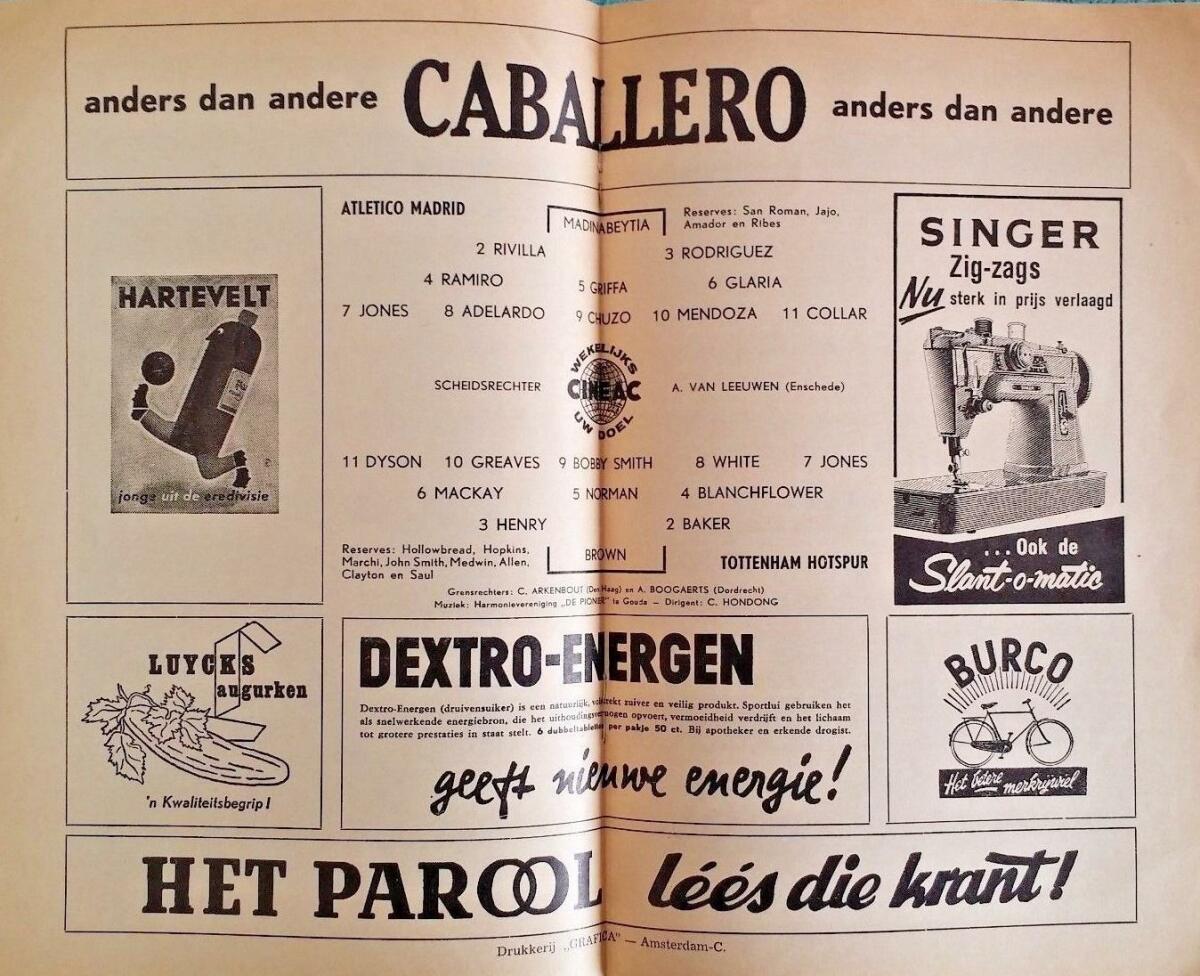 anders dan andere CABALLERO anders dan andere
HARTEVELT
jonge uit de eredivisie
ATLETICO MADRID
MADINABEYTIA
Reserves: San Roman, Jajo,
Amador en Ribes
2 RIVILLA 3 RODRIGUEZ
4 RAMIRO 5 GRIFFA 6 GLARIA
7 JONES 8 ADELARDO 9 CHUZO 10 MENDOZA 11 COLLAR
SCHEIDSRECHTER
WEKELIJKS
CINEAC
UW DOEL
A. VAN LEEUWEN (Enschede)
11 DYSON 10 GREAVES 9 BOBBY SMITH 8 WHITE 7 JONES
6 MACKAY 5 NORMAN 4 BLANCHFLOWER
3 HENRY 2 BAKER
Reserves: Hollowbread, Hopkins,
Marchi, John Smith, Medwin, Allen,
Clayton en Saul
BROWN
TOTTENHAM HOTSPUR
Grensrechters: C. ARKENBOUT (Den Haag) en A. BOOGAERTS (Dordrecht)
Muziek: Harmonievereniging „DE PIONIER" te Gouda — Dirigent: C. HONDONG
SINGER
Zig-zags
Nu sterk in prijs verlaagd
...Ook de
Slant-o-matic
LUYCKS
augurken
'n Kwaliteitsbegrip!
DEXTRO-ENERGEN
Dextro-Energen (druivensuiker) is een natuurlijk, volstrekt zuiver en veilig produkt. Sportlui gebruiken het
als snelwerkende energiebron, die het uithoudingsvermogen opvoert, vermoeidheid verdrijft en het lichaam
tot grotere prestaties in staat stelt. 6 dubbeltabletten per pakje 50 ct. Bij apotheker en erkende drogist.
geeft nieuwe energie!
BURCO
Het betere merkrijwiel
HET PAROOL léés die krant!
Drukkerij „GRAFICA" — Amsterdam-C.